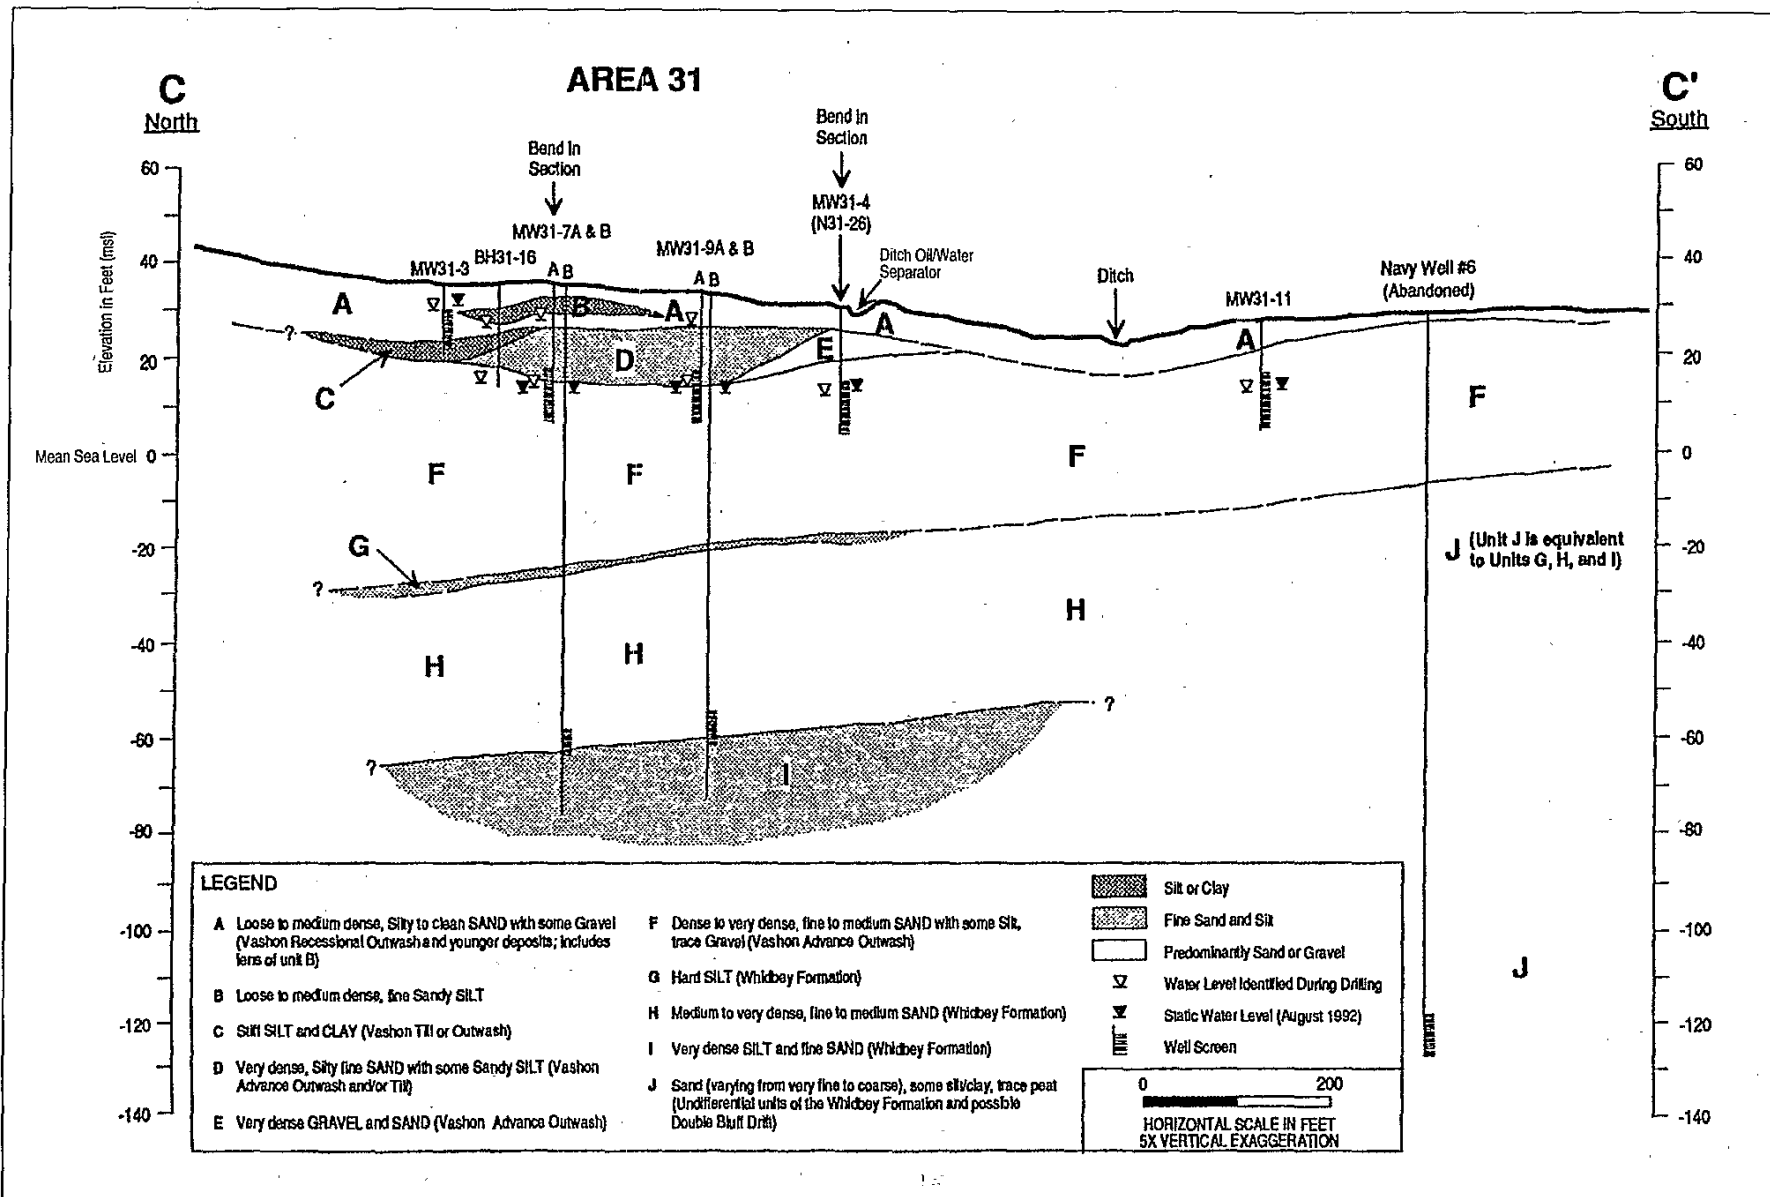 AREA 31
C
North
C'
South
Bend in
Section
Bend in
Section
MW31-4
(N31-26)
MW31-7A & B
MW31-9A & B
BH31-16
MW31-3
A B
A B
Ditch Oil/Water
Separator
Ditch
Navy Well #6
(Abandoned)
MW31-11
Elevation in Feet (msl)
60
40
20
Mean Sea Level 0
-20
-40
-60
-80
-100
-120
-140
60
40
20
0
-20
-40
-60
-80
-100
-120
-140
A
B
A
A
A
?
C
D
E
F
F
F
F
G
?
H
H
H
J (Unit J is equivalent
to Units G, H, and I)
?
?
I
J
LEGEND
A Loose to medium dense, Silty to clean SAND with some Gravel
(Vashon Recessional Outwash and younger deposits; includes
lens of unit B)
B Loose to medium dense, fine Sandy SILT
C Stiff SILT and CLAY (Vashon Till or Outwash)
D Very dense, Silty fine SAND with some Sandy SILT (Vashon
Advance Outwash and/or Till)
E Very dense GRAVEL and SAND (Vashon Advance Outwash)
F Dense to very dense, fine to medium SAND with some Silt,
trace Gravel (Vashon Advance Outwash)
G Hard SILT (Whidbey Formation)
H Medium to very dense, fine to medium SAND (Whidbey Formation)
I Very dense SILT and fine SAND (Whidbey Formation)
J Sand (varying from very fine to coarse), some silt/clay, trace peat
(Undifferential units of the Whidbey Formation and possible
Double Bluff Drift)
Silt or Clay
Fine Sand and Silt
Predominantly Sand or Gravel
Water Level Identified During Drilling
Static Water Level (August 1992)
Well Screen
0 200
HORIZONTAL SCALE IN FEET
5X VERTICAL EXAGGERATION